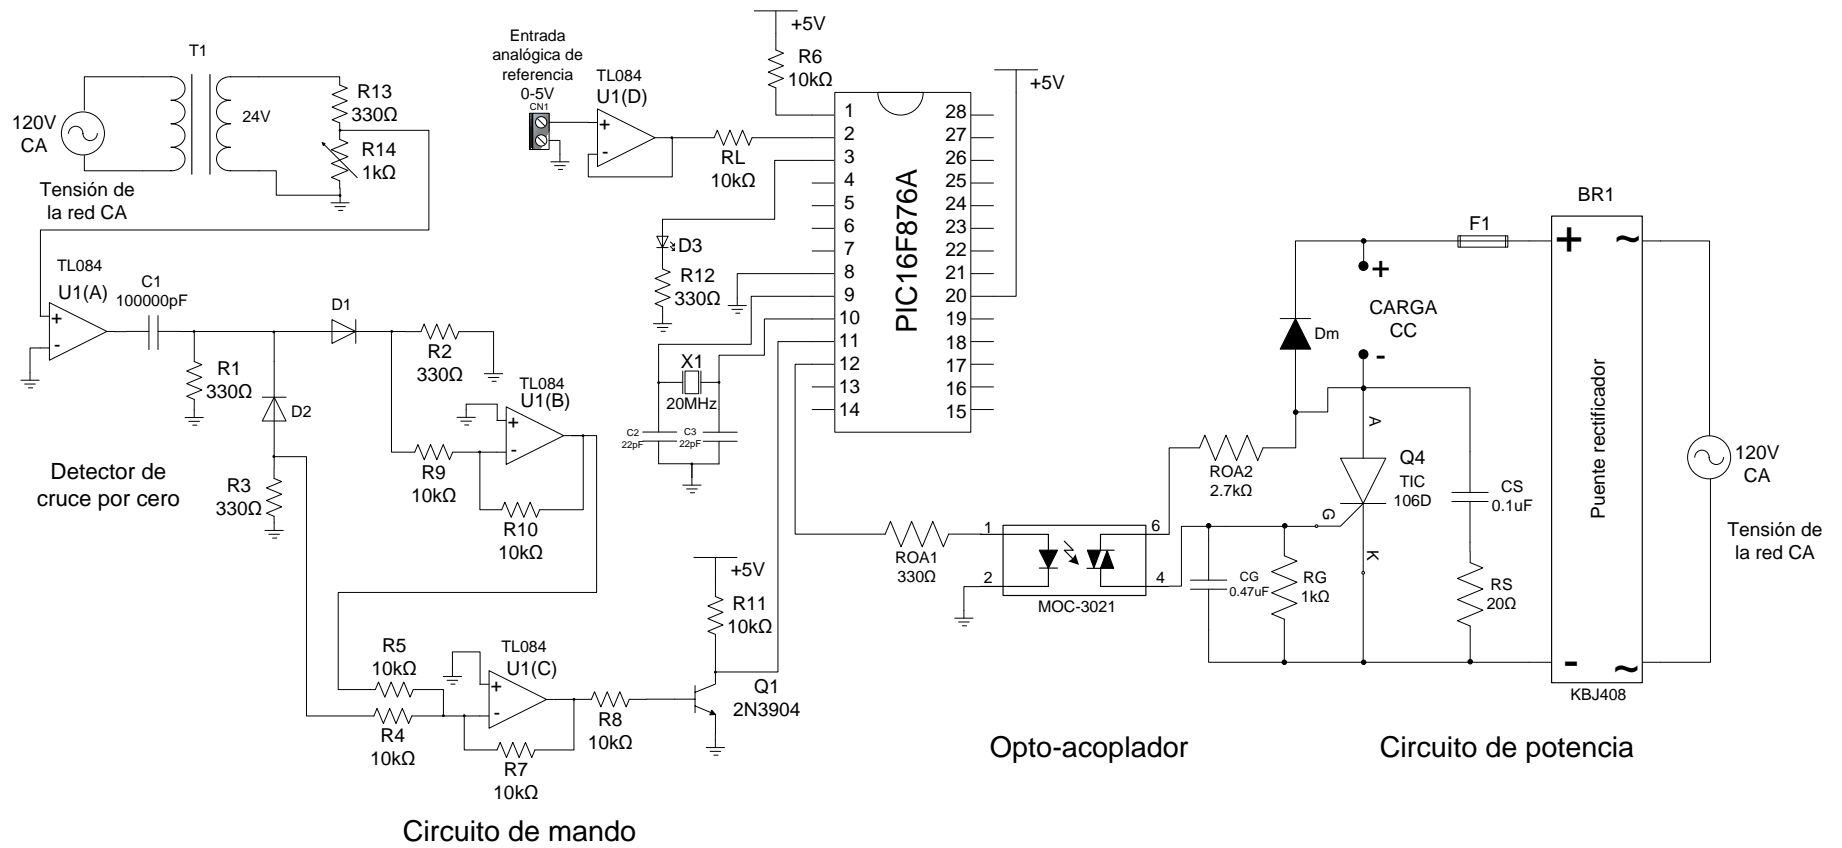 T1
120V
CA
24V
R13
330Ω
R14
1kΩ
Tensión de
la red CA
Entrada
analógica de
referencia
0-5V
CN1
TL084
U1(D)
+
-
RL
10kΩ
+5V
R6
10kΩ
+5V
PIC16F876A
1
2
3
4
5
6
7
8
9
10
11
12
13
14
28
27
26
25
24
23
22
21
20
19
18
17
16
15
D3
R12
330Ω
X1
20MHz
C2
22pF
C3
22pF
TL084
U1(A)
+
-
C1
100000pF
R1
330Ω
D1
D2
R2
330Ω
R3
330Ω
Detector de
cruce por cero
TL084
U1(B)
+
-
R9
10kΩ
R10
10kΩ
R5
10kΩ
R4
10kΩ
TL084
U1(C)
+
-
R7
10kΩ
R8
10kΩ
+5V
R11
10kΩ
Q1
2N3904
Circuito de mando
ROA1
330Ω
1
2
6
4
MOC-3021
ROA2
2.7kΩ
Opto-acoplador
CG
0.47uF
RG
1kΩ
Dm
+
CARGA
CC
-
A
G
K
Q4
TIC
106D
CS
0.1uF
RS
20Ω
F1
BR1
+
~
Puente rectificador
-
~
KBJ408
120V
CA
Tensión de
la red CA
Circuito de potencia